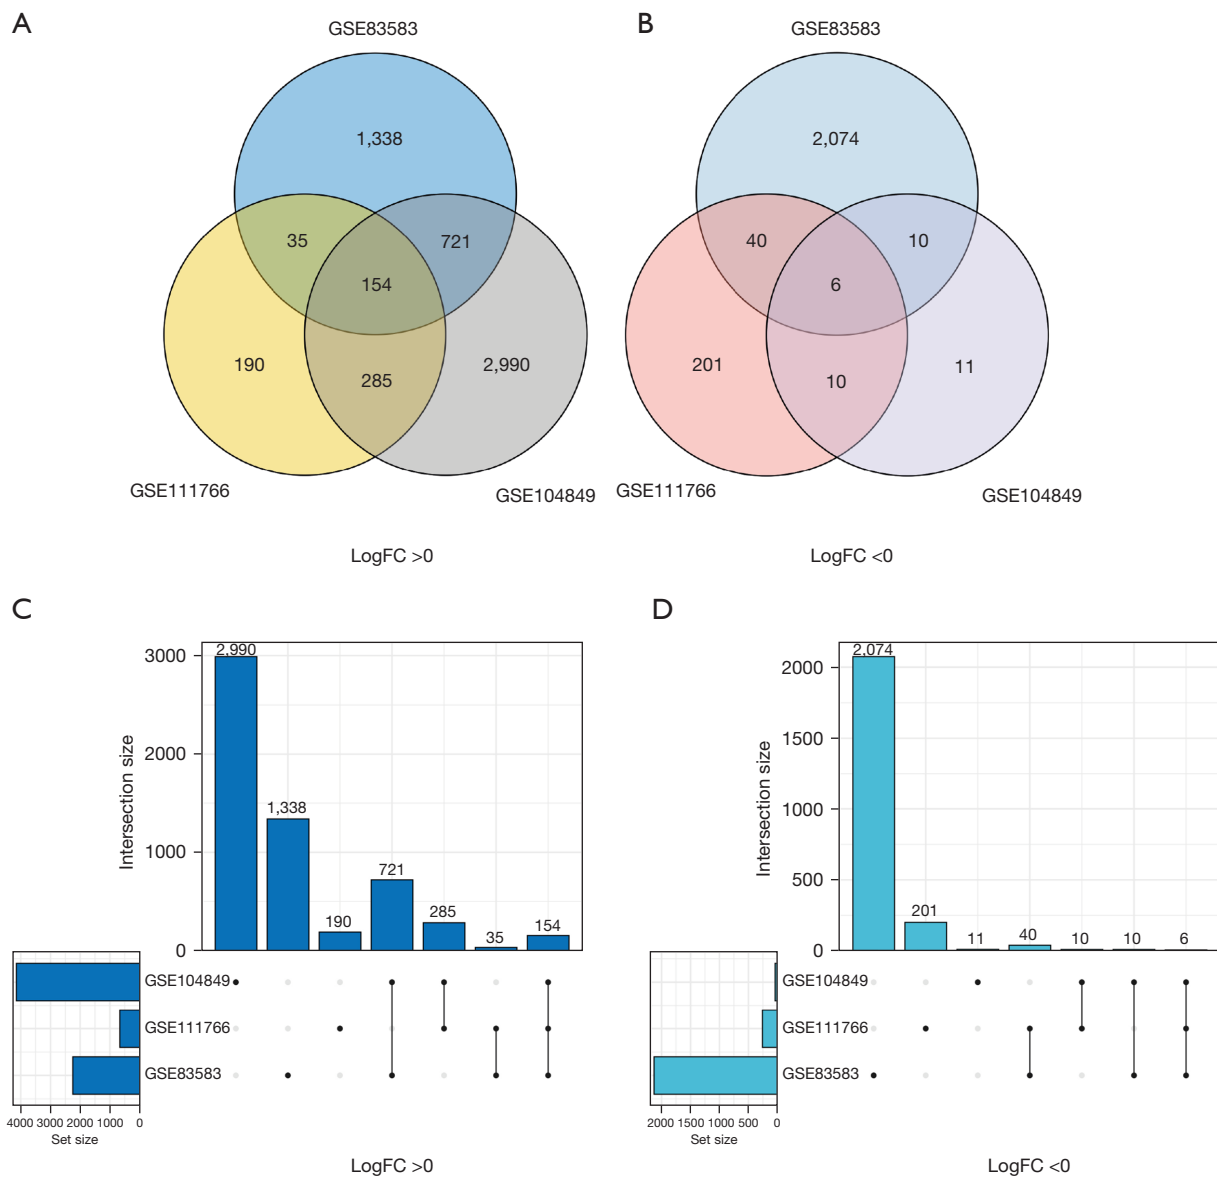 A
GSE83583
1,338
35
721
154
190
285
2,990
GSE111766
GSE104849
LogFC >0
B
GSE83583
2,074
40
10
6
201
10
11
GSE111766
GSE104849
LogFC <0
C
Intersection size
3000
2000
1000
0
2,990
1,338
190
721
285
35
154
GSE104849
GSE111766
GSE83583
4000 3000 2000 1000 0
Set size
LogFC >0
D
Intersection size
2000
1500
1000
500
0
2,074
201
11
40
10
10
6
GSE104849
GSE111766
GSE83583
2000 1500 1000 500 0
Set size
LogFC <0